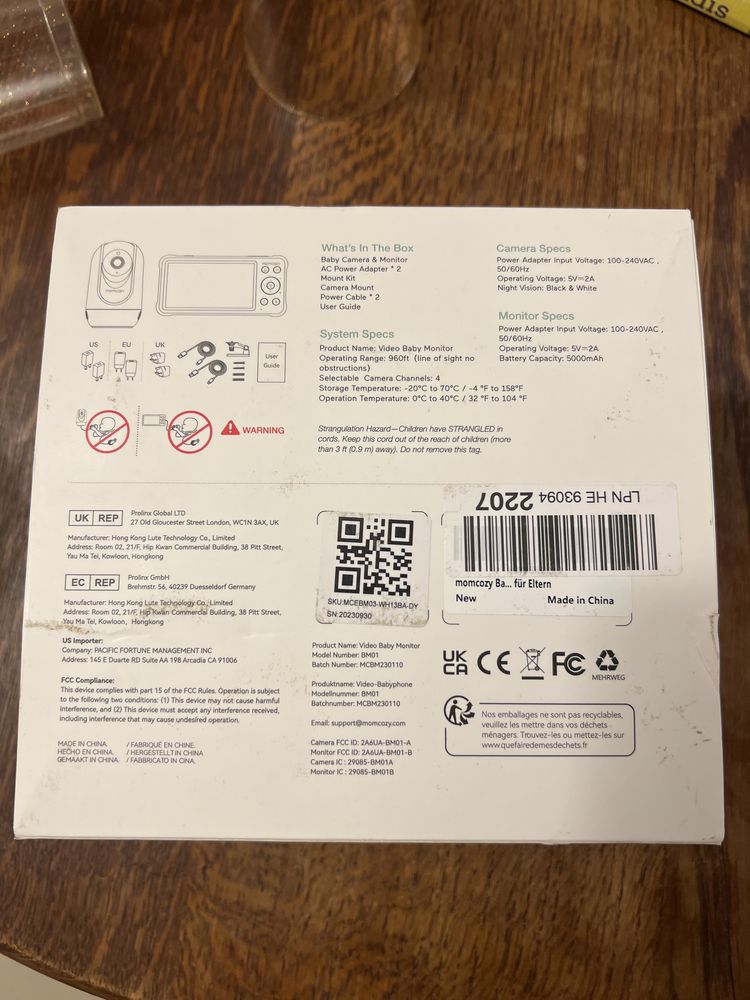 US
EU
UK
User
Guide
WARNING
What's In The Box
Baby Camera & Monitor
AC Power Adapter * 2
Mount Kit
Camera Mount
Power Cable * 2
User Guide
System Specs
Product Name: Video Baby Monitor
Operating Range: 960ft (line of sight no
obstructions)
Selectable Camera Channels: 4
Storage Temperature: -20°C to 70°C / -4 °F to 158°F
Operation Temperature: 0°C to 40°C / 32 °F to 104 °F
Camera Specs
Power Adapter Input Voltage: 100-240VAC ,
50/60Hz
Operating Voltage: 5V⎓2A
Night Vision: Black & White
Monitor Specs
Power Adapter Input Voltage: 100-240VAC ,
50/60Hz
Operating Voltage: 5V⎓2A
Battery Capacity: 5000mAh
Strangulation Hazard—Children have STRANGLED in
cords. Keep this cord out of the reach of children (more
than 3 ft (0.9 m) away). Do not remove this tag.
UK REP
Prolinx Global LTD
27 Old Gloucester Street London, WC1N 3AX, UK
Manufacturer: Hong Kong Lute Technology Co., Limited
Address: Room 02, 21/F, Hip Kwan Commercial Building, 38 Pitt Street,
Yau Ma Tei, Kowloon, Hongkong
EC REP
Prolinx GmbH
Brehmstr. 56, 40239 Duesseldorf Germany
Manufacturer: Hong Kong Lute Technology Co., Limited
Address: Room 02, 21/F, Hip Kwan Commercial Building, 38 Pitt Street,
Yau Ma Tei, Kowloon, Hongkong
US Importer:
Company: PACIFIC FORTUNE MANAGEMENT INC
Address: 145 E Duarte RD Suite AA 198 Arcadia CA 91006
FCC Compliance:
This device complies with part 15 of the FCC Rules. Operation is subject
to the following two conditions: (1) This device may not cause harmful
interference, and (2) This device must accept any interference received,
including interference that may cause undesired operation.
MADE IN CHINA. / FABRIQUÉ EN CHINE.
HECHO EN CHINA. / HERGESTELLT IN CHINA
GEMAAKT IN CHINA / FABBRICATO IN CINA.
SKU:MCEBM03-WH13BA-DY
SN:20230930
Product Name: Video Baby Monitor
Model Number: BM01
Batch Number: MCBM230110
Produktname: Video-Babyphone
Modellnummer: BM01
Batchnummer: MCBM230110
Email: support@momcozy.com
Camera FCC ID: 2A6UA-BM01-A
Monitor FCC ID: 2A6UA-BM01-B
Camera IC : 29085-BM01A
Monitor IC : 29085-BM01B
LPN HE 93094 2207
momcozy Ba... für Eltern
New
Made in China
UK
CA
CE
FC
MEHRWEG
Nos emballages ne sont pas recyclables,
veuillez les mettre dans vos déchets
ménagers. Trouvez-les ou mettez-les sur
www.quefairedemesdechets.fr